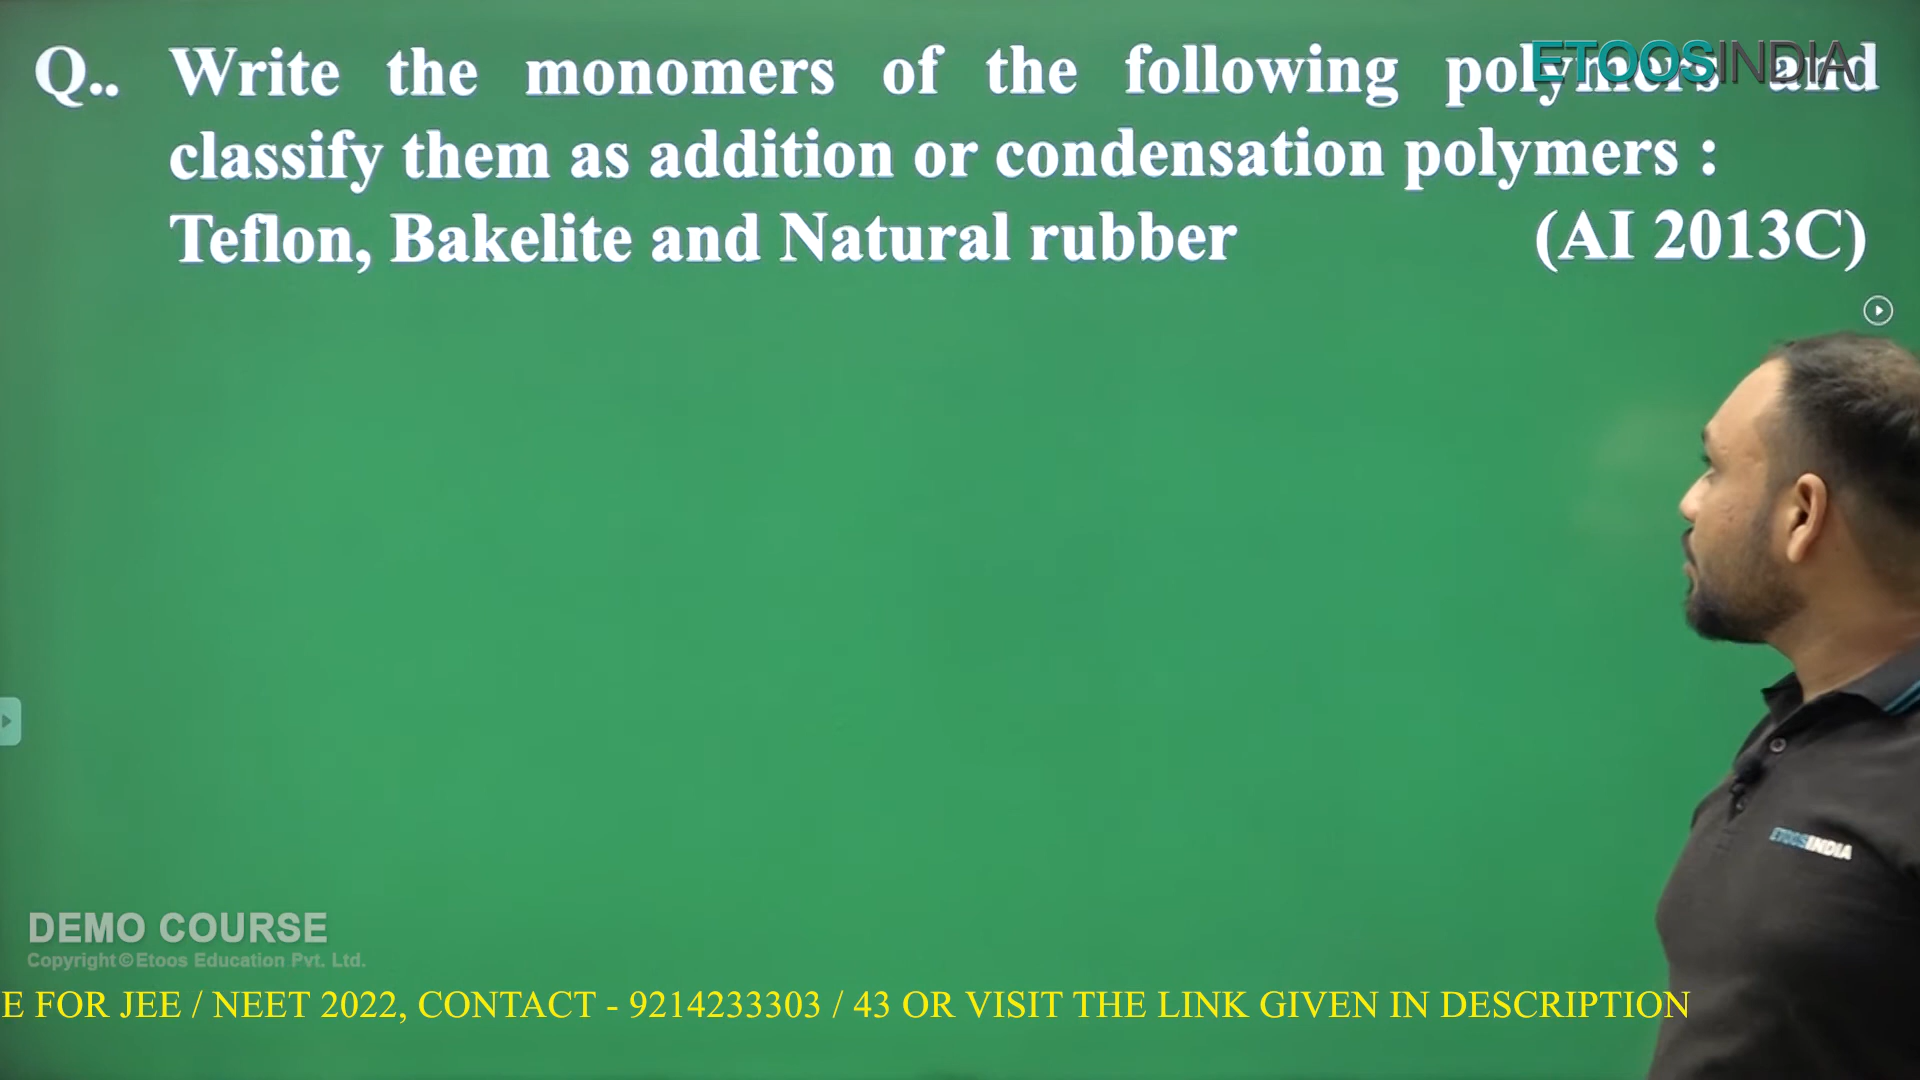 Q.. Write the monomers of the following polymers and
ETOOSINDIA
classify them as addition or condensation polymers :
Teflon, Bakelite and Natural rubber (AI 2013C)
ETOOSINDIA
DEMO COURSE
Copyright©Etoos Education Pvt. Ltd.
E FOR JEE / NEET 2022, CONTACT - 9214233303 / 43 OR VISIT THE LINK GIVEN IN DESCRIPTION